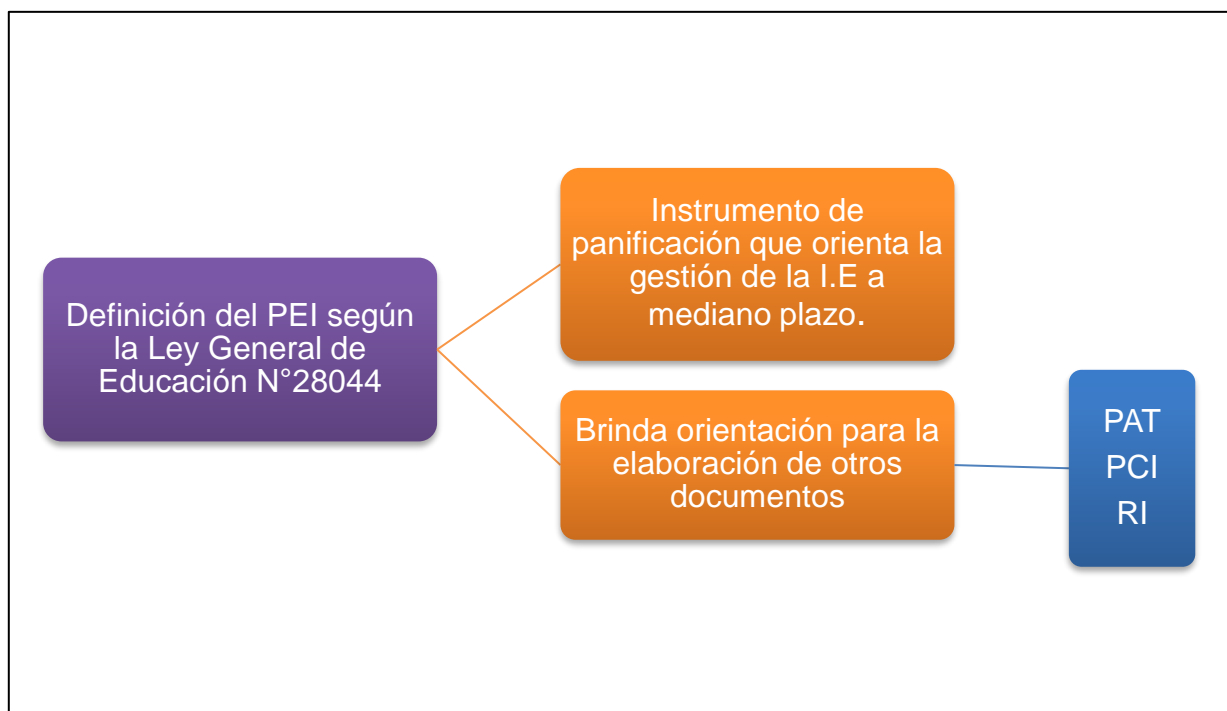 Definición del PEI según
la Ley General de
Educación N°28044
Instrumento de
panificación que orienta la
gestión de la I.E a
mediano plazo.
Brinda orientación para la
elaboración de otros
documentos
PAT
PCI
RI